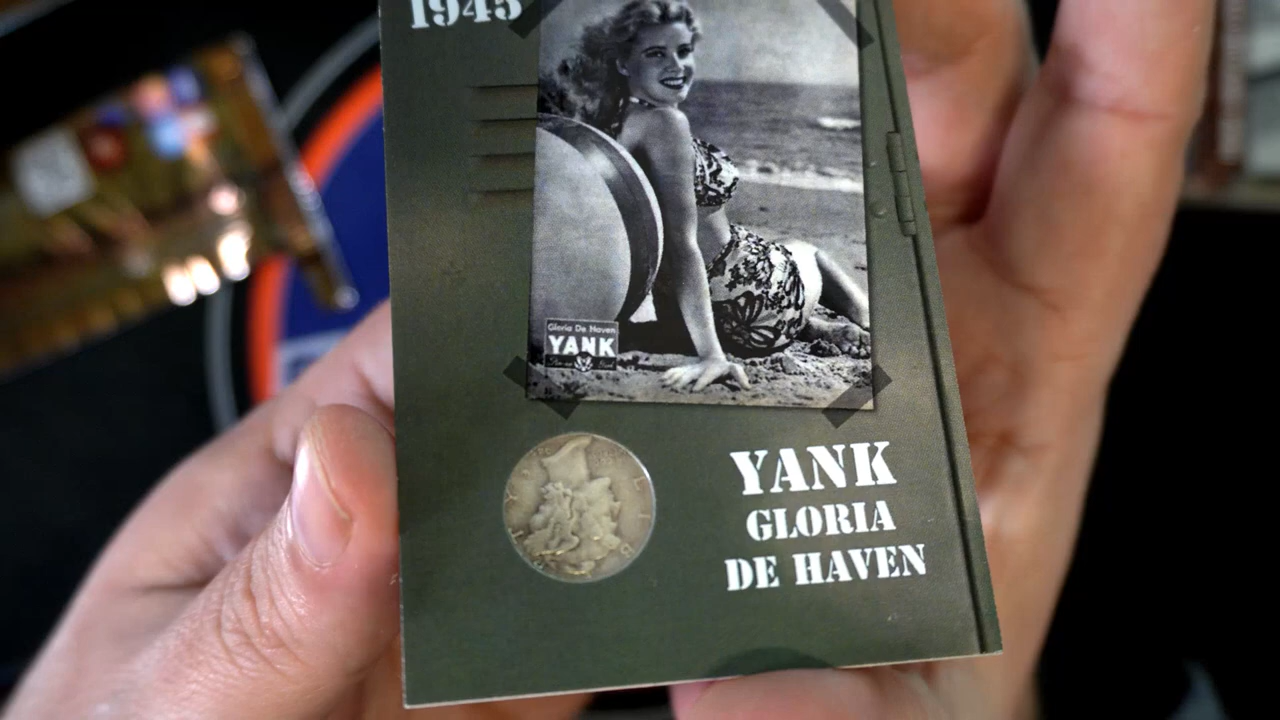 1945
Gloria De Haven
YANK
YANK
GLORIA
DE HAVEN